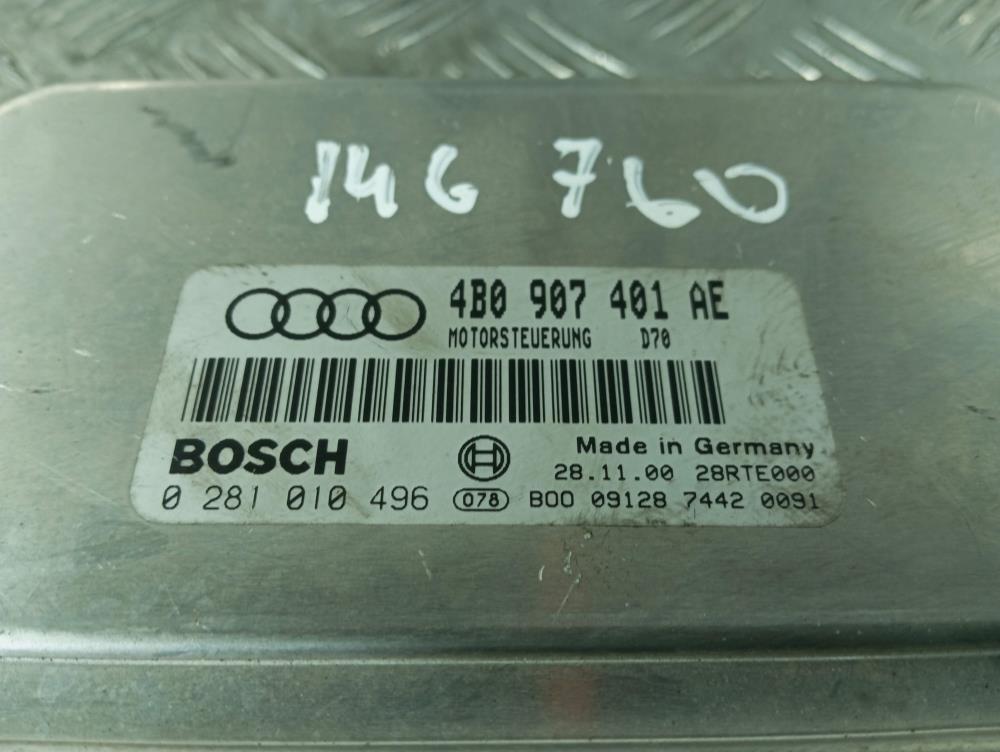 146 760
4B0 907 401 AE
MOTORSTEUERUNG D70
BOSCH
Made in Germany
28.11.00 28RTE000
0 281 010 496 078 B00 09128 7442 0091